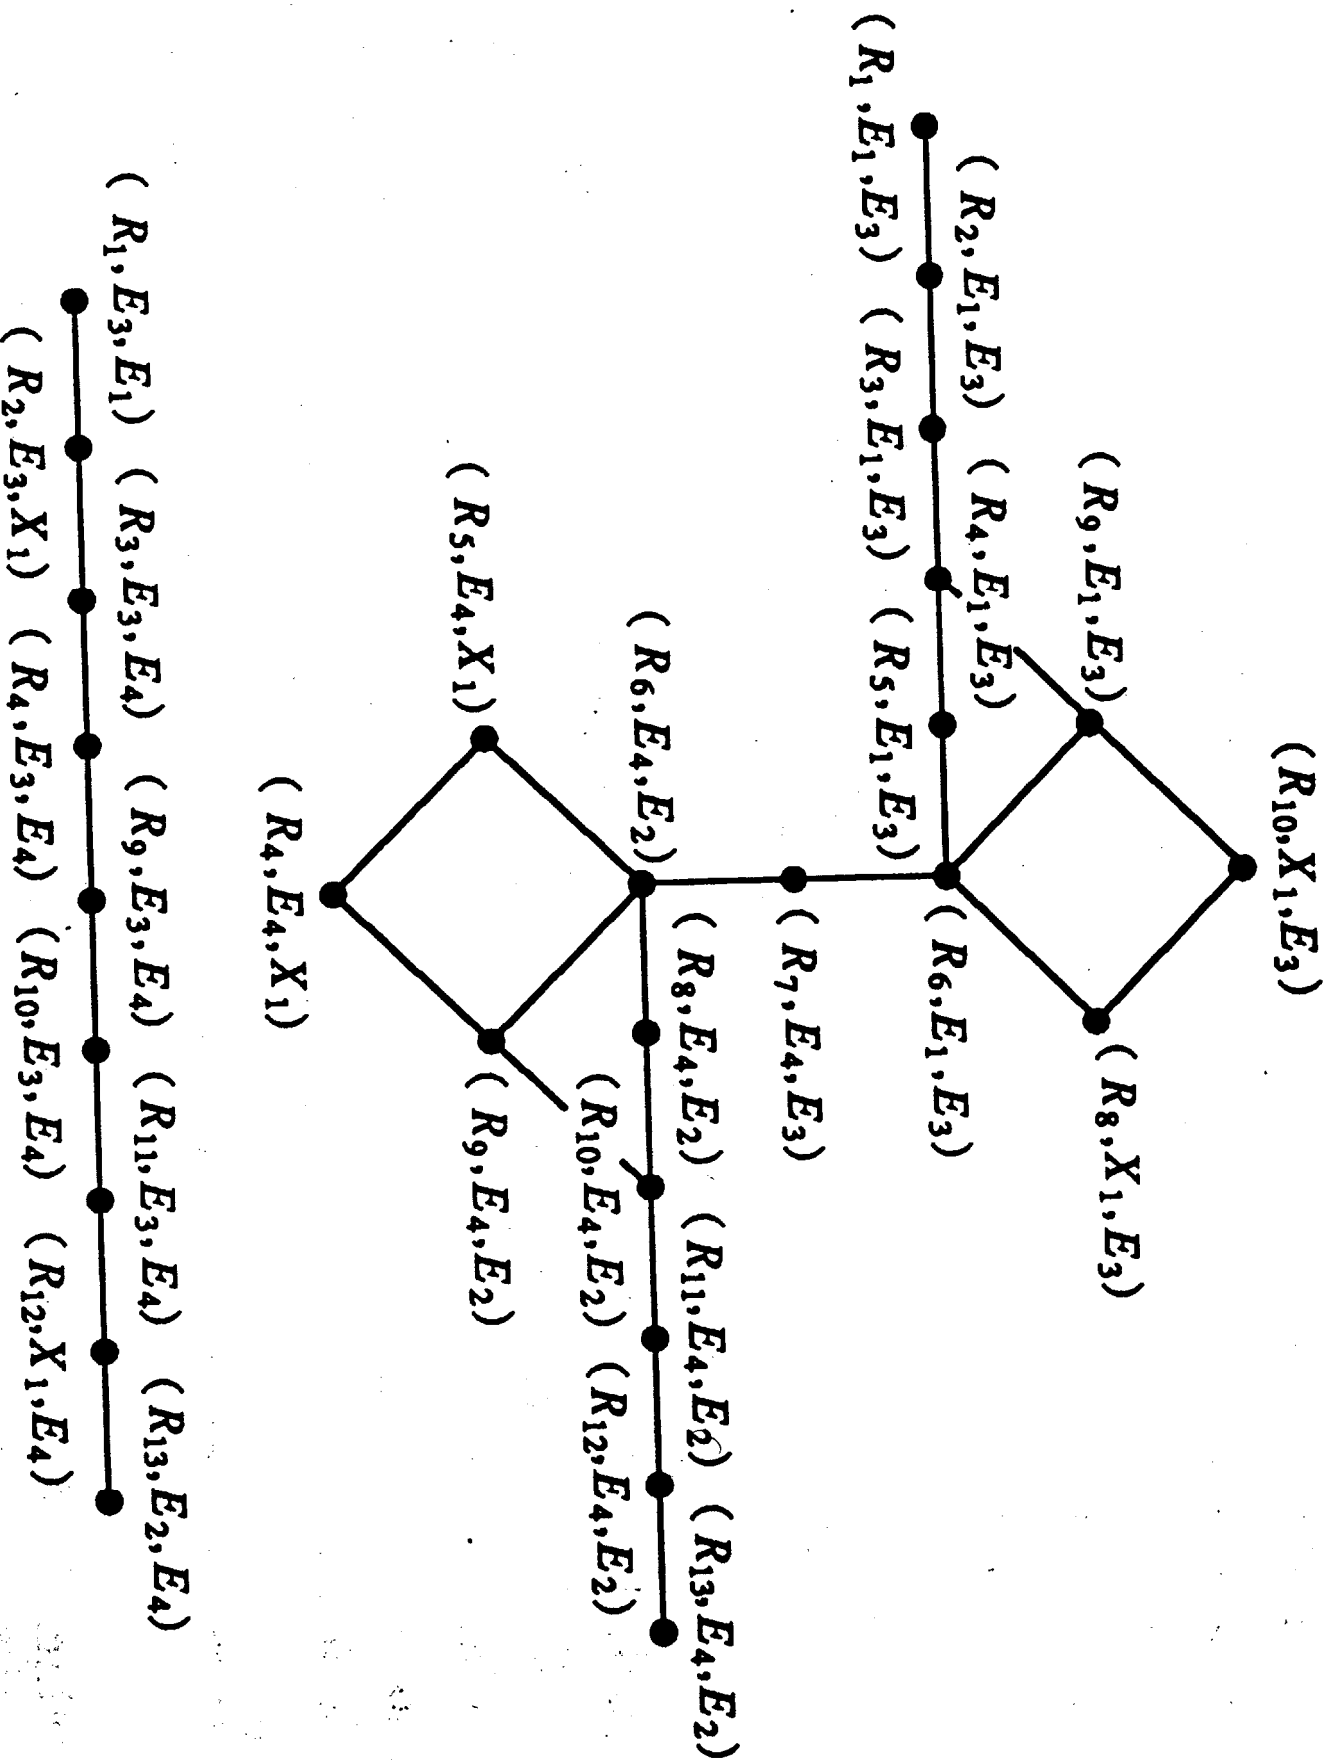 (R₁₀,X₁,E₃)
(R₉,E₁,E₃)
(R₈,X₁,E₃)
(R₂,E₁,E₃)
(R₄,E₁,E₃)
(R₆,E₁,E₃)
(R₁,E₁,E₃)
(R₃,E₁,E₃)
(R₅,E₁,E₃)
(R₇,E₄,E₃)
(R₆,E₄,E₂)
(R₈,E₄,E₂)
(R₁₁,E₄,E₂)
(R₁₃,E₄,E₂)
(R₁₀,E₄,E₂)
(R₁₂,E₄,E₂)
(R₅,E₄,X₁)
(R₉,E₄,E₂)
(R₄,E₄,X₁)
(R₁,E₃,E₁)
(R₃,E₃,E₄)
(R₉,E₃,E₄)
(R₁₁,E₃,E₄)
(R₁₃,E₂,E₄)
(R₂,E₃,X₁)
(R₄,E₃,E₄)
(R₁₀,E₃,E₄)
(R₁₂,X₁,E₄)